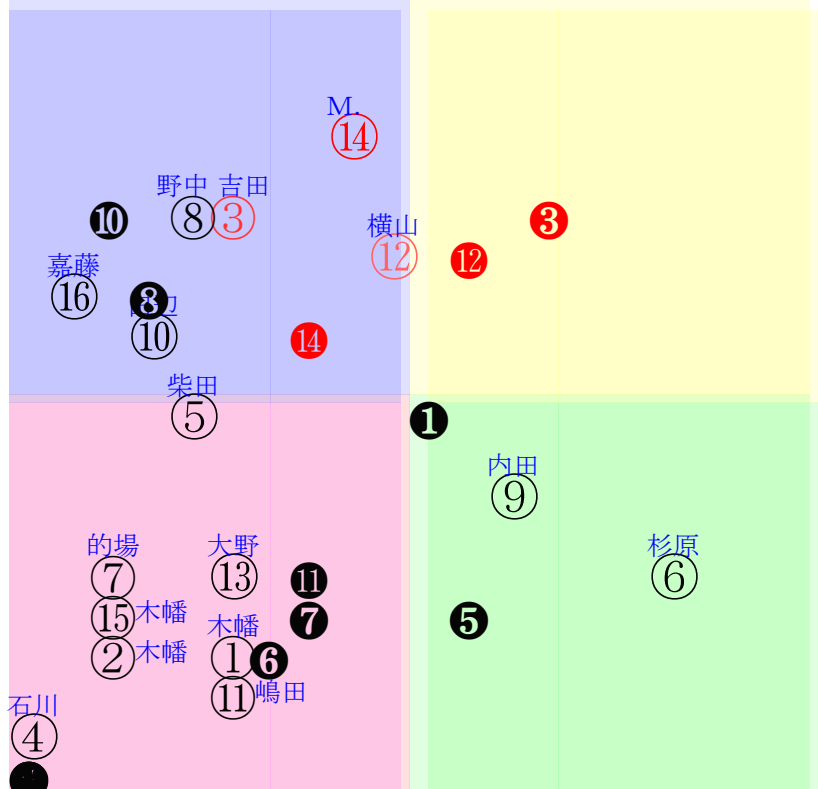 M.
⑭
野中 吉田
❿ ⑧ ③ ❸
横山
⑫ ⓬
嘉藤
⑯ ❽
⑩ ⓮
柴田
⑤ ❶
内田
⑨
的場 大野 杉原
⑦ ⑬ ⓫ ⑥
⑮ 木幡 ❼ ❺
木幡
② 木幡 ① ❻
⑪ 嶋田
石川
④